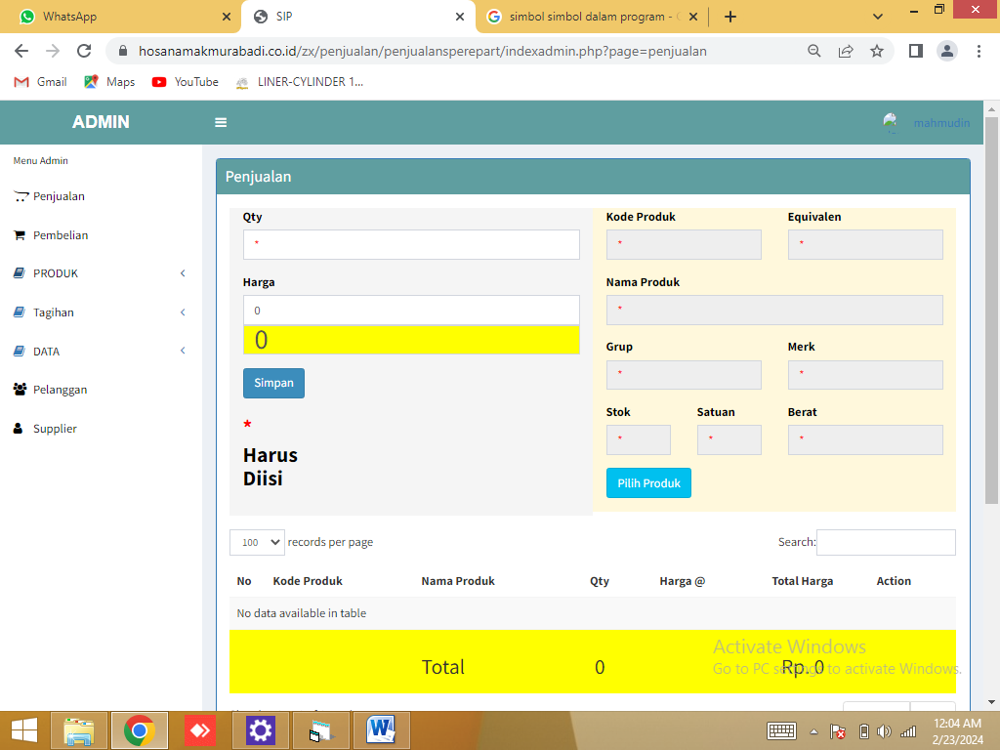 WhatsApp
SIP
simbol simbol dalam program -
hosanamakmurabadi.co.id/zx/penjualan/penjualansperepart/indexadmin.php?page=penjualan
Gmail
Maps
YouTube
LINER-CYLINDER 1...
ADMIN
mahmudin
Menu Admin
Penjualan
Pembelian
PRODUK
Tagihan
DATA
Pelanggan
Supplier
Penjualan
Qty
*
Harga
0
0
Simpan
*
Harus
Diisi
Kode Produk Equivalen
* *
Nama Produk
*
Grup Merk
* *
Stok Satuan Berat
* * *
Pilih Produk
100 records per page Search:
No Kode Produk Nama Produk Qty Harga @ Total Harga Action
No data available in table
Total 0 Rp. 0
Activate Windows
Go to PC settings to activate Windows.
12:04 AM
2/23/2024